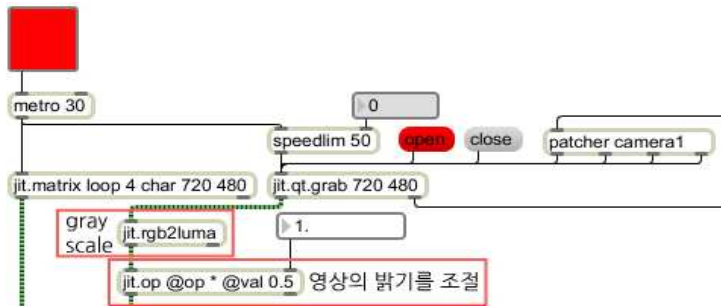 metro 30
0
speedlim 50
open
close
patcher camera1
jit.matrix loop 4 char 720 480
jit.qt.grab 720 480
gray
scale
jit.rgb2luma
1.
jit.op @op * @val 0.5
영상의 밝기를 조절